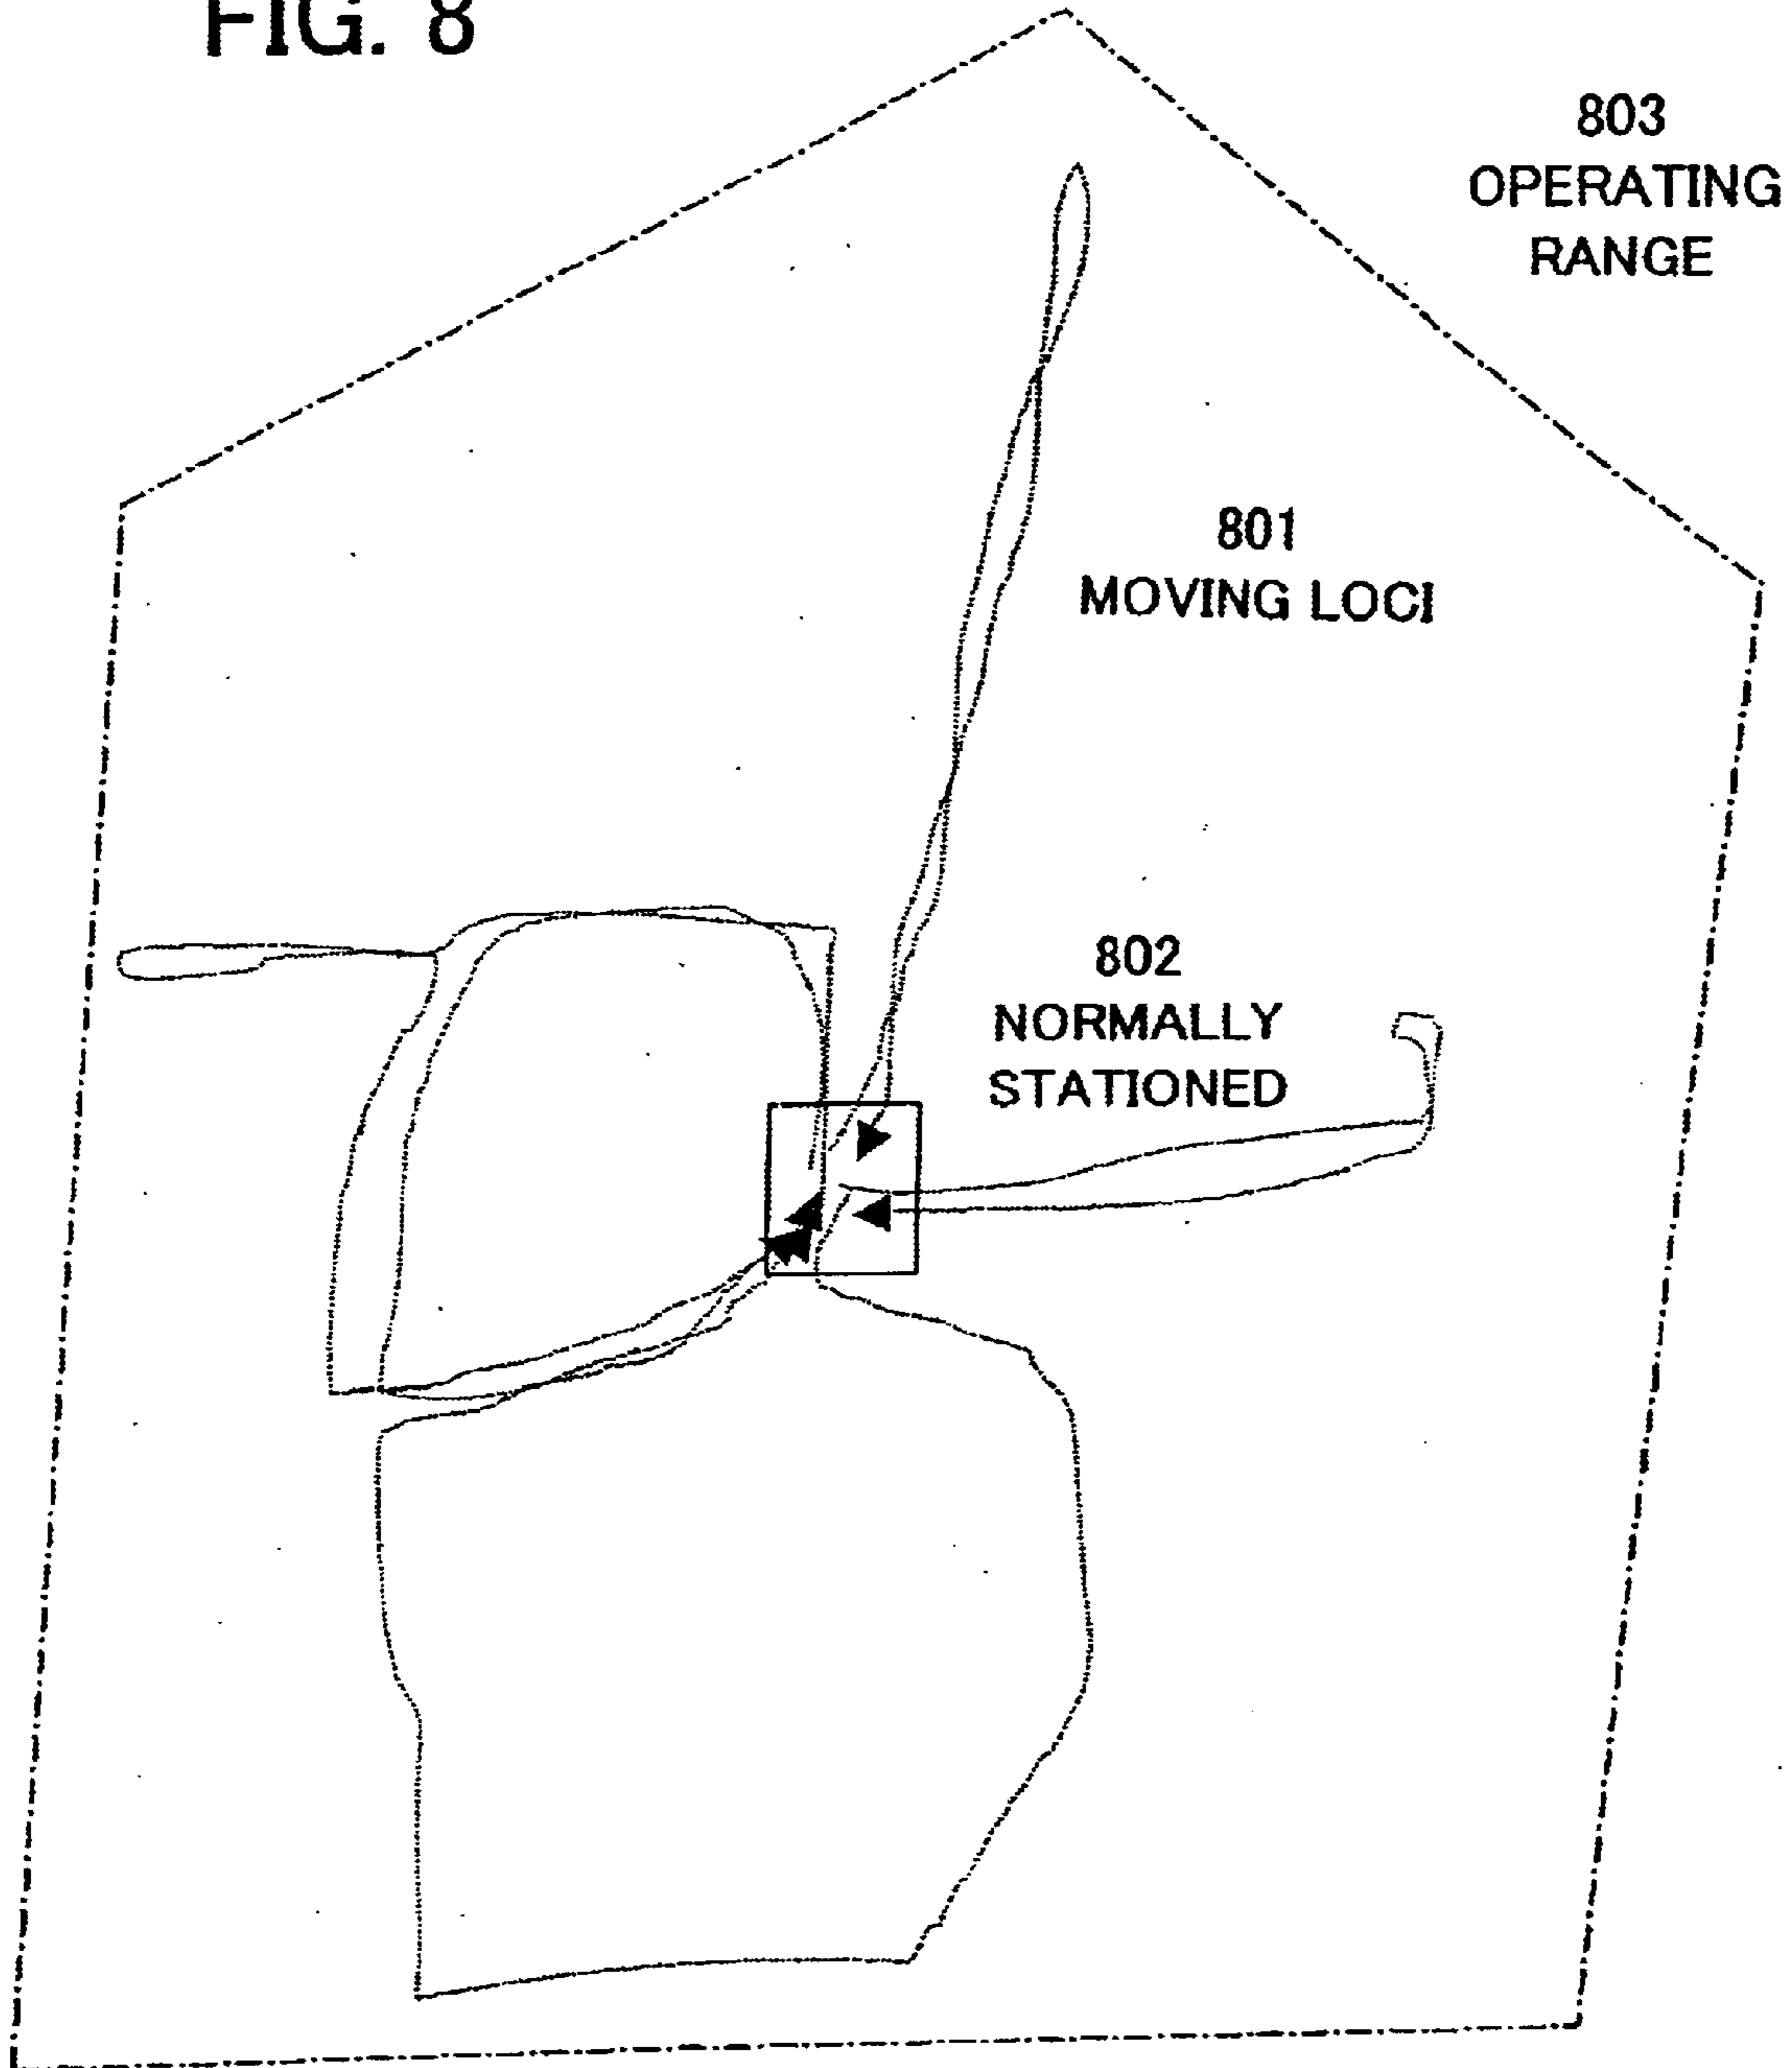 FIG. 8
803
OPERATING
RANGE
801
MOVING LOCI
802
NORMALLY
STATIONED